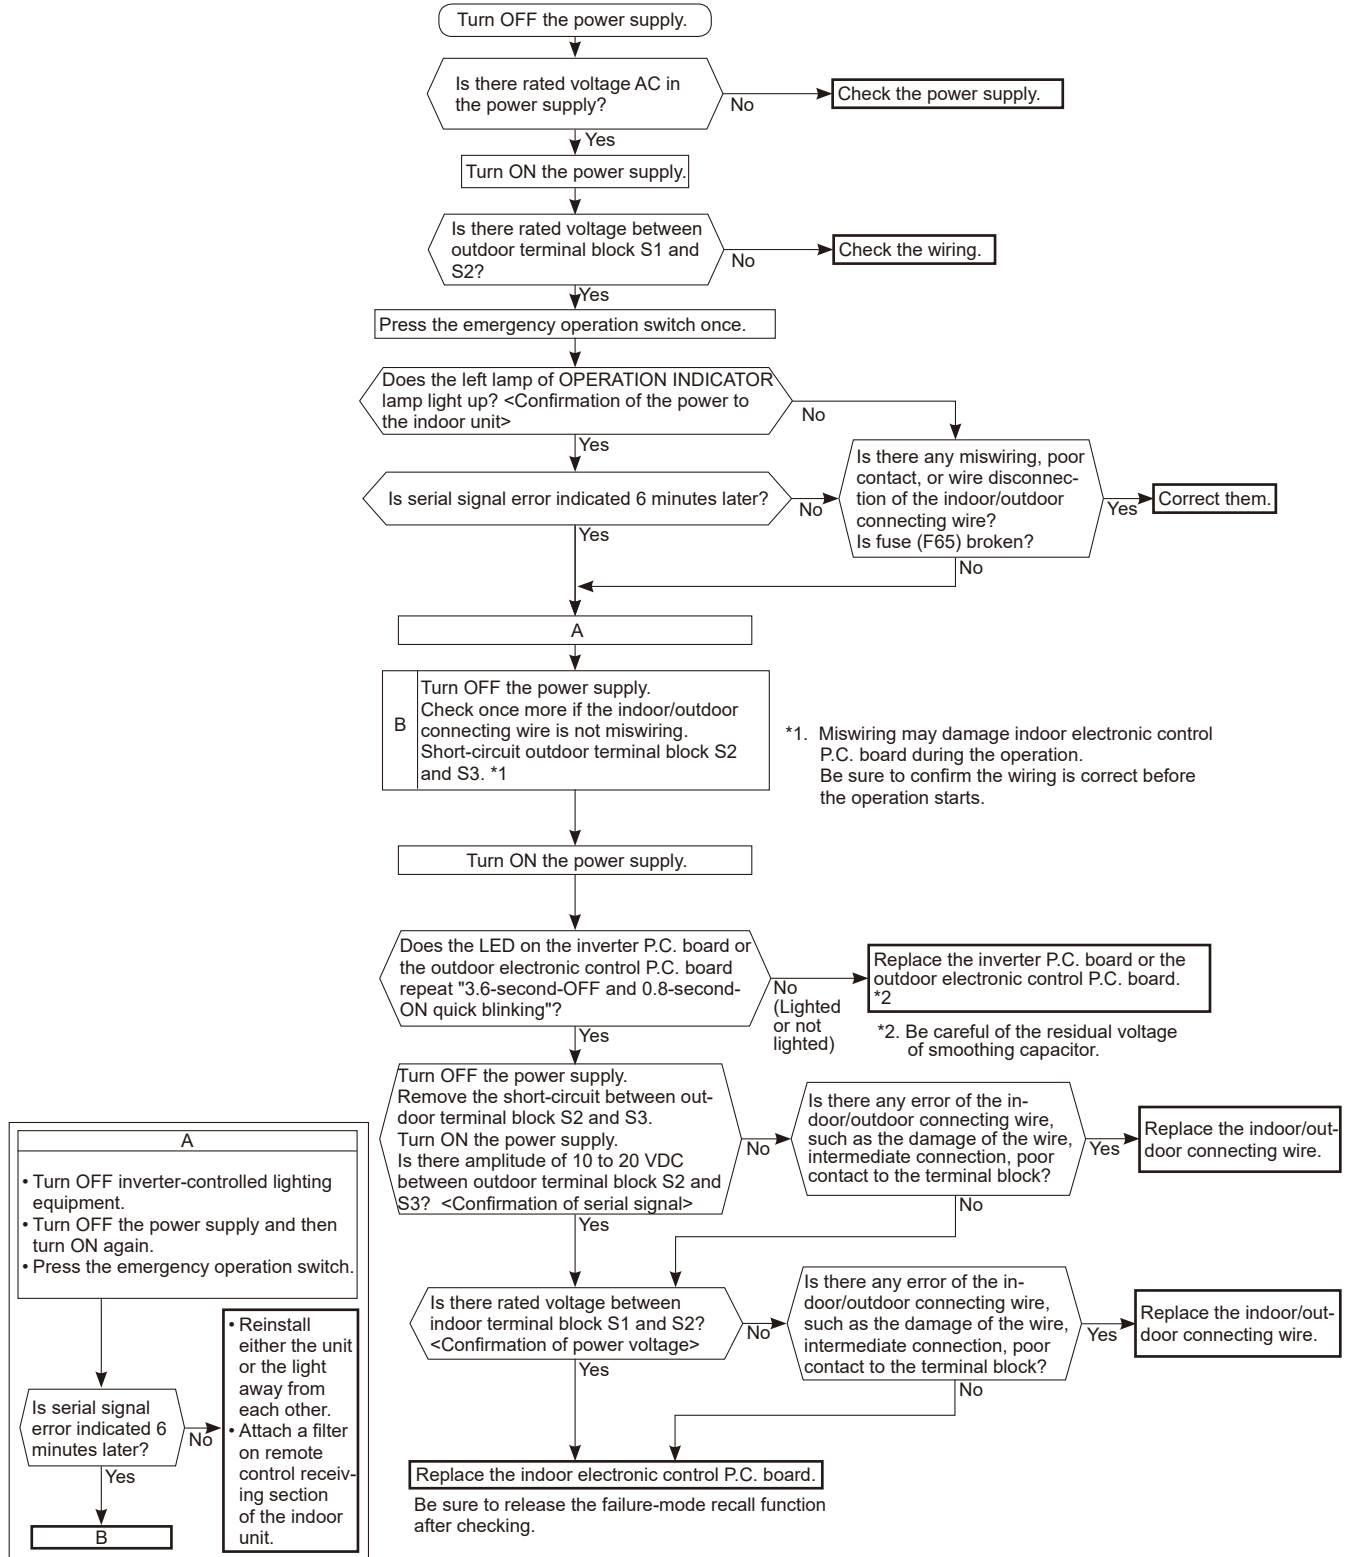 Turn OFF the power supply.
Is there rated voltage AC in
the power supply?
No
Check the power supply.
Yes
Turn ON the power supply.
Is there rated voltage between
outdoor terminal block S1 and
S2?
No
Check the wiring.
Yes
Press the emergency operation switch once.
Does the left lamp of OPERATION INDICATOR
lamp light up? <Confirmation of the power to
the indoor unit>
No
Yes
Is serial signal error indicated 6 minutes later?
No
Yes
Is there any miswiring, poor
contact, or wire disconnec-
tion of the indoor/outdoor
connecting wire?
Is fuse (F65) broken?
Yes
Correct them.
No
A
B
Turn OFF the power supply.
Check once more if the indoor/outdoor
connecting wire is not miswiring.
Short-circuit outdoor terminal block S2
and S3. *1
*1. Miswiring may damage indoor electronic control
P.C. board during the operation.
Be sure to confirm the wiring is correct before
the operation starts.
Turn ON the power supply.
Does the LED on the inverter P.C. board or
the outdoor electronic control P.C. board
repeat "3.6-second-OFF and 0.8-second-
ON quick blinking"?
No
(Lighted
or not
lighted)
Replace the inverter P.C. board or the
outdoor electronic control P.C. board.
*2
*2. Be careful of the residual voltage
of smoothing capacitor.
Yes
Turn OFF the power supply.
Remove the short-circuit between out-
door terminal block S2 and S3.
Turn ON the power supply.
Is there amplitude of 10 to 20 VDC
between outdoor terminal block S2 and
S3? <Confirmation of serial signal>
No
Is there any error of the in-
door/outdoor connecting wire,
such as the damage of the wire,
intermediate connection, poor
contact to the terminal block?
Yes
Replace the indoor/out-
door connecting wire.
No
Yes
Is there rated voltage between
indoor terminal block S1 and S2?
<Confirmation of power voltage>
No
Is there any error of the in-
door/outdoor connecting wire,
such as the damage of the wire,
intermediate connection, poor
contact to the terminal block?
Yes
Replace the indoor/out-
door connecting wire.
No
Yes
Replace the indoor electronic control P.C. board.
Be sure to release the failure-mode recall function
after checking.
A
• Turn OFF inverter-controlled lighting
equipment.
• Turn OFF the power supply and then
turn ON again.
• Press the emergency operation switch.
Is serial signal
error indicated 6
minutes later?
No
Yes
B
• Reinstall
either the unit
or the light
away from
each other.
• Attach a filter
on remote
control receiv-
ing section
of the indoor
unit.